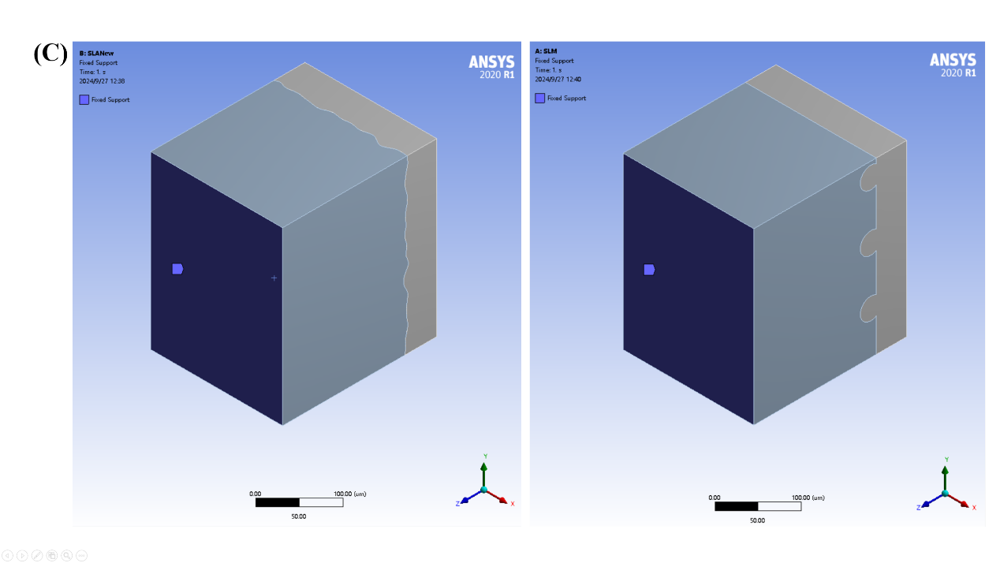 (C)
B: SLANew
Fixed Support
Time: 1. s
2024/9/27 12:38
Fixed Support
ANSYS
2020 R1
0.00
100.00 (um)
50.00
Y
Z
X
A: SLM
Fixed Support
Time: 1. s
2024/9/27 12:40
Fixed Support
ANSYS
2020 R1
0.00
100.00 (um)
50.00
Y
Z
X